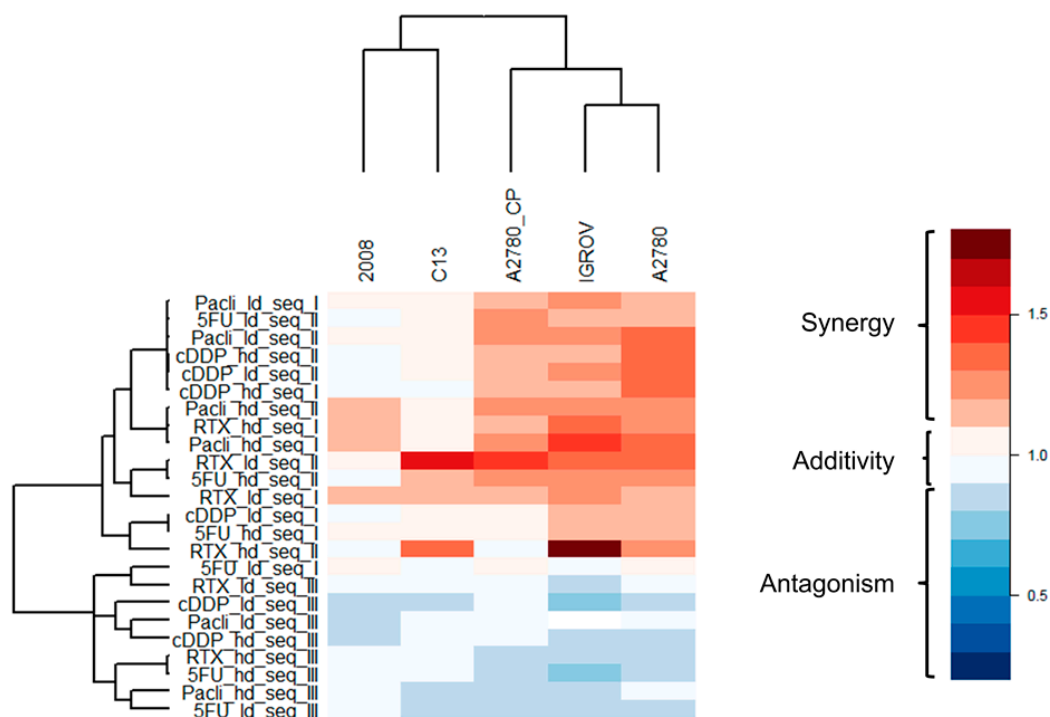 2008
C13
A2780_CP
IGROV
A2780
Pacli_ld_seq_I
5FU_ld_seq_II
Pacli_ld_seq_II
cDDP_hd_seq_II
cDDP_ld_seq_II
cDDP_hd_seq_I
Pacli_hd_seq_II
RTX_hd_seq_I
Pacli_hd_seq_I
RTX_ld_seq_II
5FU_hd_seq_II
RTX_ld_seq_I
cDDP_ld_seq_I
5FU_hd_seq_I
RTX_hd_seq_II
5FU_ld_seq_I
RTX_ld_seq_III
cDDP_ld_seq_III
Pacli_ld_seq_III
cDDP_hd_seq_III
RTX_hd_seq_III
5FU_hd_seq_III
Pacli_hd_seq_III
5FU_ld_seq_III
Synergy
Additivity
Antagonism
1.5
1.0
0.5